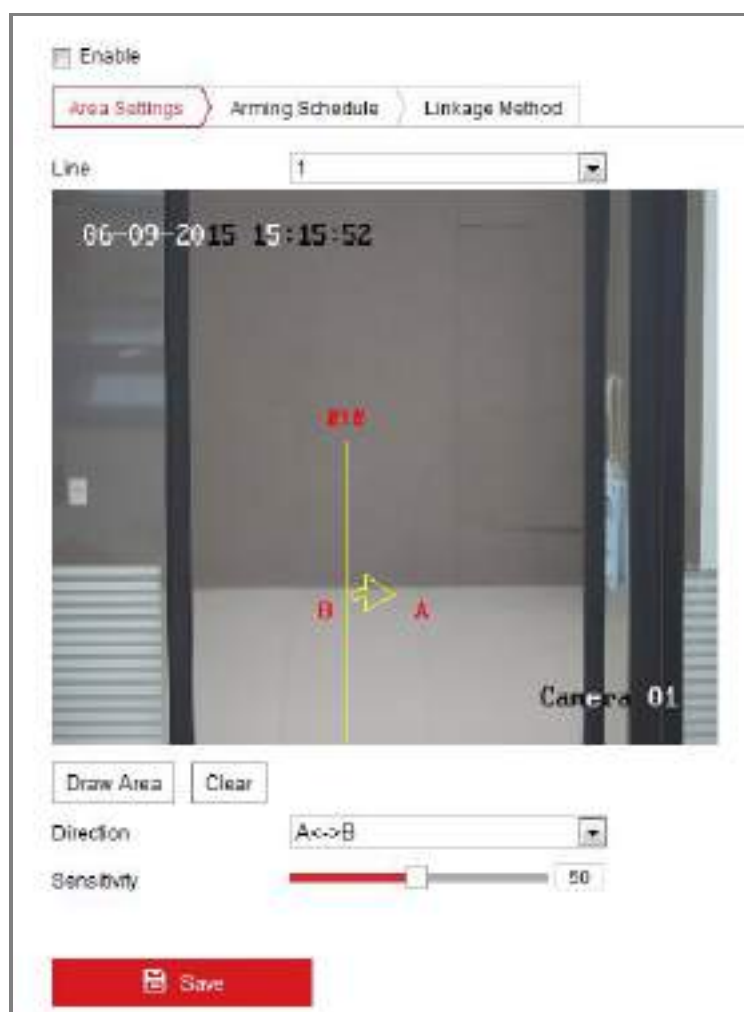 Enable
Area Settings Arming Schedule Linkage Method
Line 1
06-09-2015 15:15:52
#1#
B A
Camera 01
Draw Area Clear
Direction A<->B
Sensitivity 50
Save